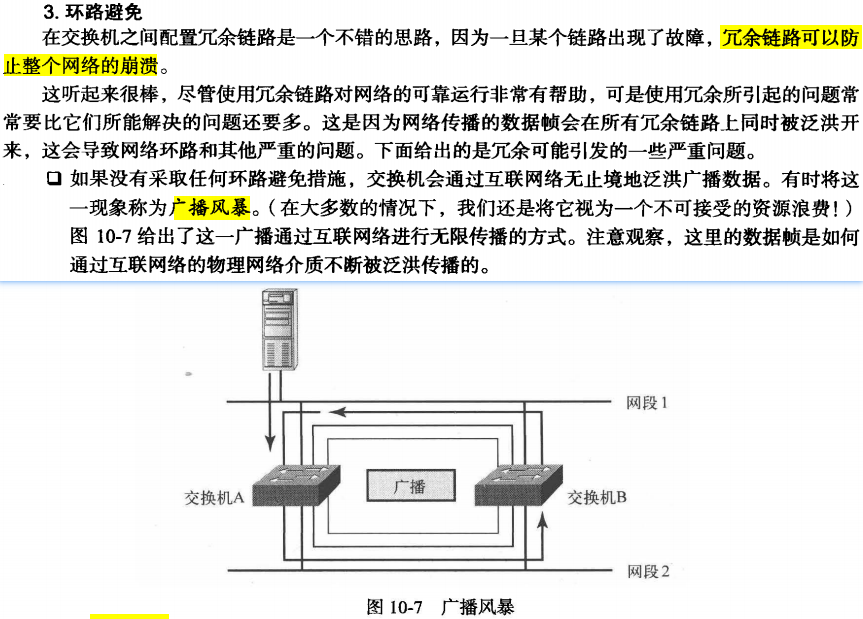 3. 环路避免
在交换机之间配置冗余链路是一个不错的思路，因为一旦某个链路出现了故障，冗余链路可以防
止整个网络的崩溃。
这听起来很棒，尽管使用冗余链路对网络的可靠运行非常有帮助，可是使用冗余所引起的问题常
常要比它们所能解决的问题还要多。这是因为网络传播的数据帧会在所有冗余链路上同时被泛洪开
来，这会导致网络环路和其他严重的问题。下面给出的是冗余可能引发的一些严重问题。
❑ 如果没有采取任何环路避免措施，交换机会通过互联网络无止境地泛洪广播数据。有时将这
一现象称为广播风暴。（在大多数的情况下，我们还是将它视为一个不可接受的资源浪费！）
图 10-7 给出了这一广播通过互联网络进行无限传播的方式。注意观察，这里的数据帧是如何
通过互联网络的物理网络介质不断被泛洪传播的。
网段1
广播
交换机A
交换机B
网段2
图 10-7 广播风暴